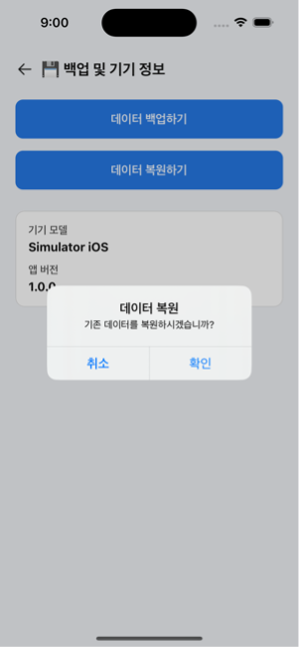 9:00
← 💾 백업 및 기기 정보
데이터 백업하기
데이터 복원하기
기기 모델
Simulator iOS
앱 버전
1.0.0
데이터 복원
기존 데이터를 복원하시겠습니까?
취소 확인